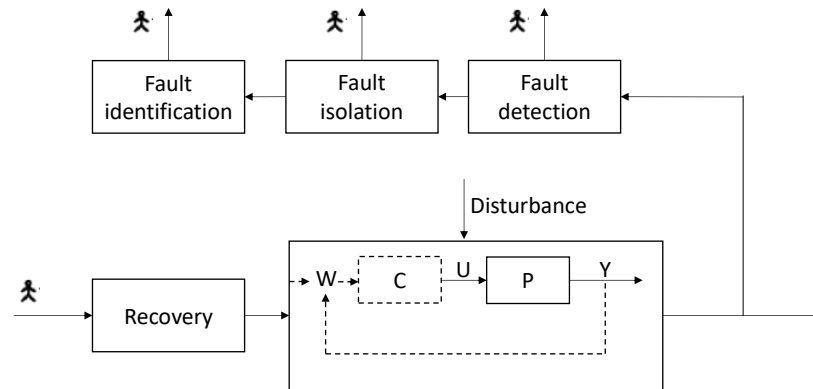 Fault
identification
Fault
isolation
Fault
detection
Disturbance
W
C
U
P
Y
Recovery